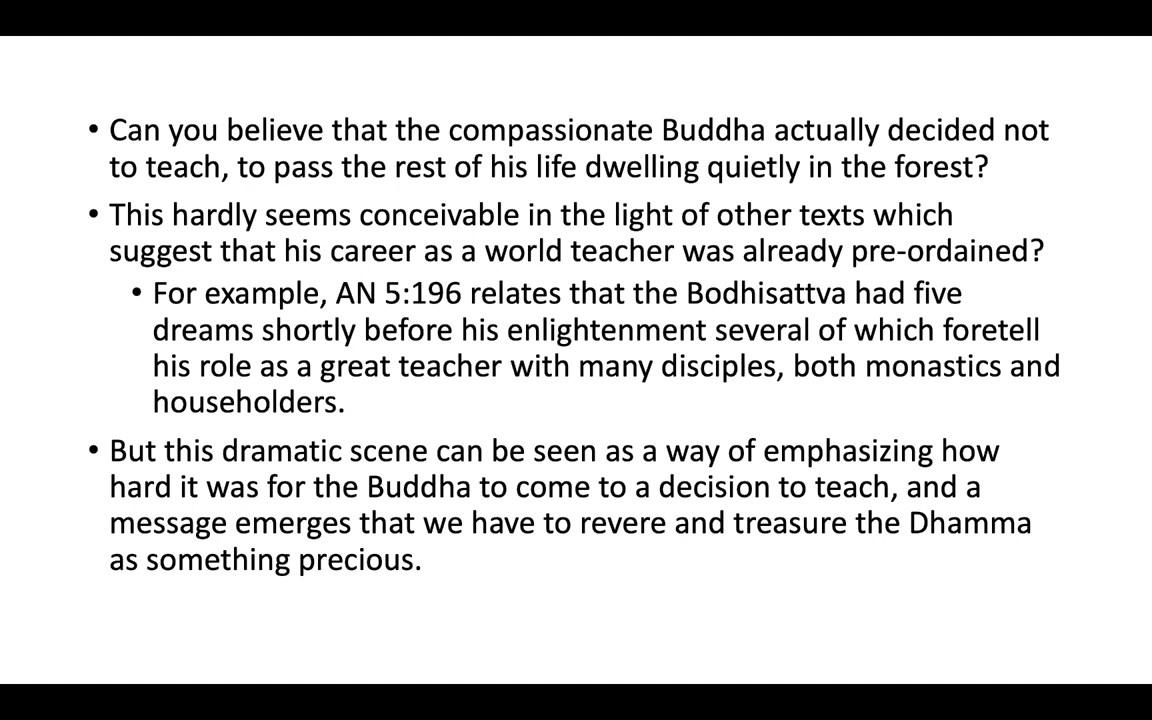 • Can you believe that the compassionate Buddha actually decided not
to teach, to pass the rest of his life dwelling quietly in the forest?
• This hardly seems conceivable in the light of other texts which
suggest that his career as a world teacher was already pre-ordained?
• For example, AN 5:196 relates that the Bodhisattva had five
dreams shortly before his enlightenment several of which foretell
his role as a great teacher with many disciples, both monastics and
householders.
• But this dramatic scene can be seen as a way of emphasizing how
hard it was for the Buddha to come to a decision to teach, and a
message emerges that we have to revere and treasure the Dhamma
as something precious.